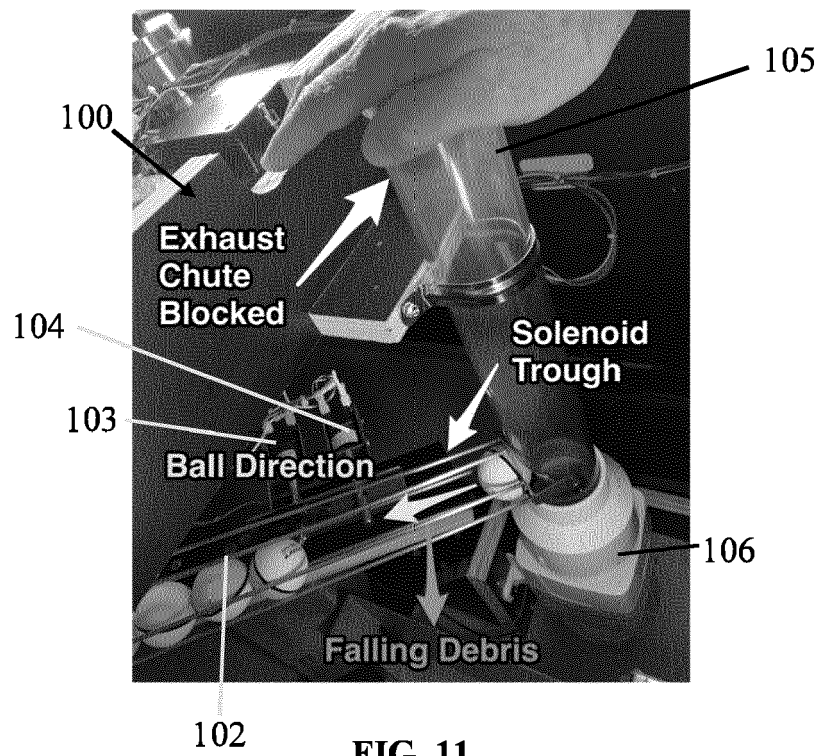 105
100
Exhaust
Chute
Blocked
104
Solenoid
Trough
103
Ball Direction
106
Falling Debris
102
FIG. 11